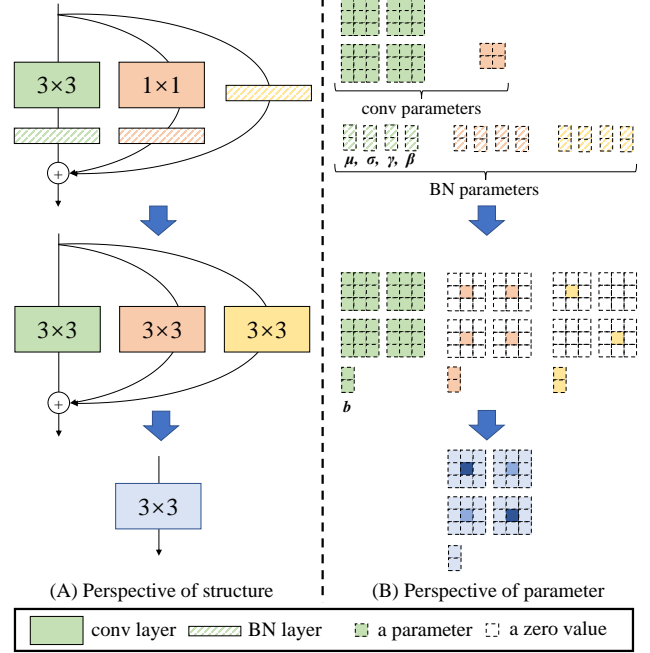 3×3
1×1
+
3×3
3×3
3×3
+
3×3
(A) Perspective of structure
conv parameters
μ, σ, γ, β
BN parameters
b
(B) Perspective of parameter
conv layer
BN layer
a parameter
a zero value